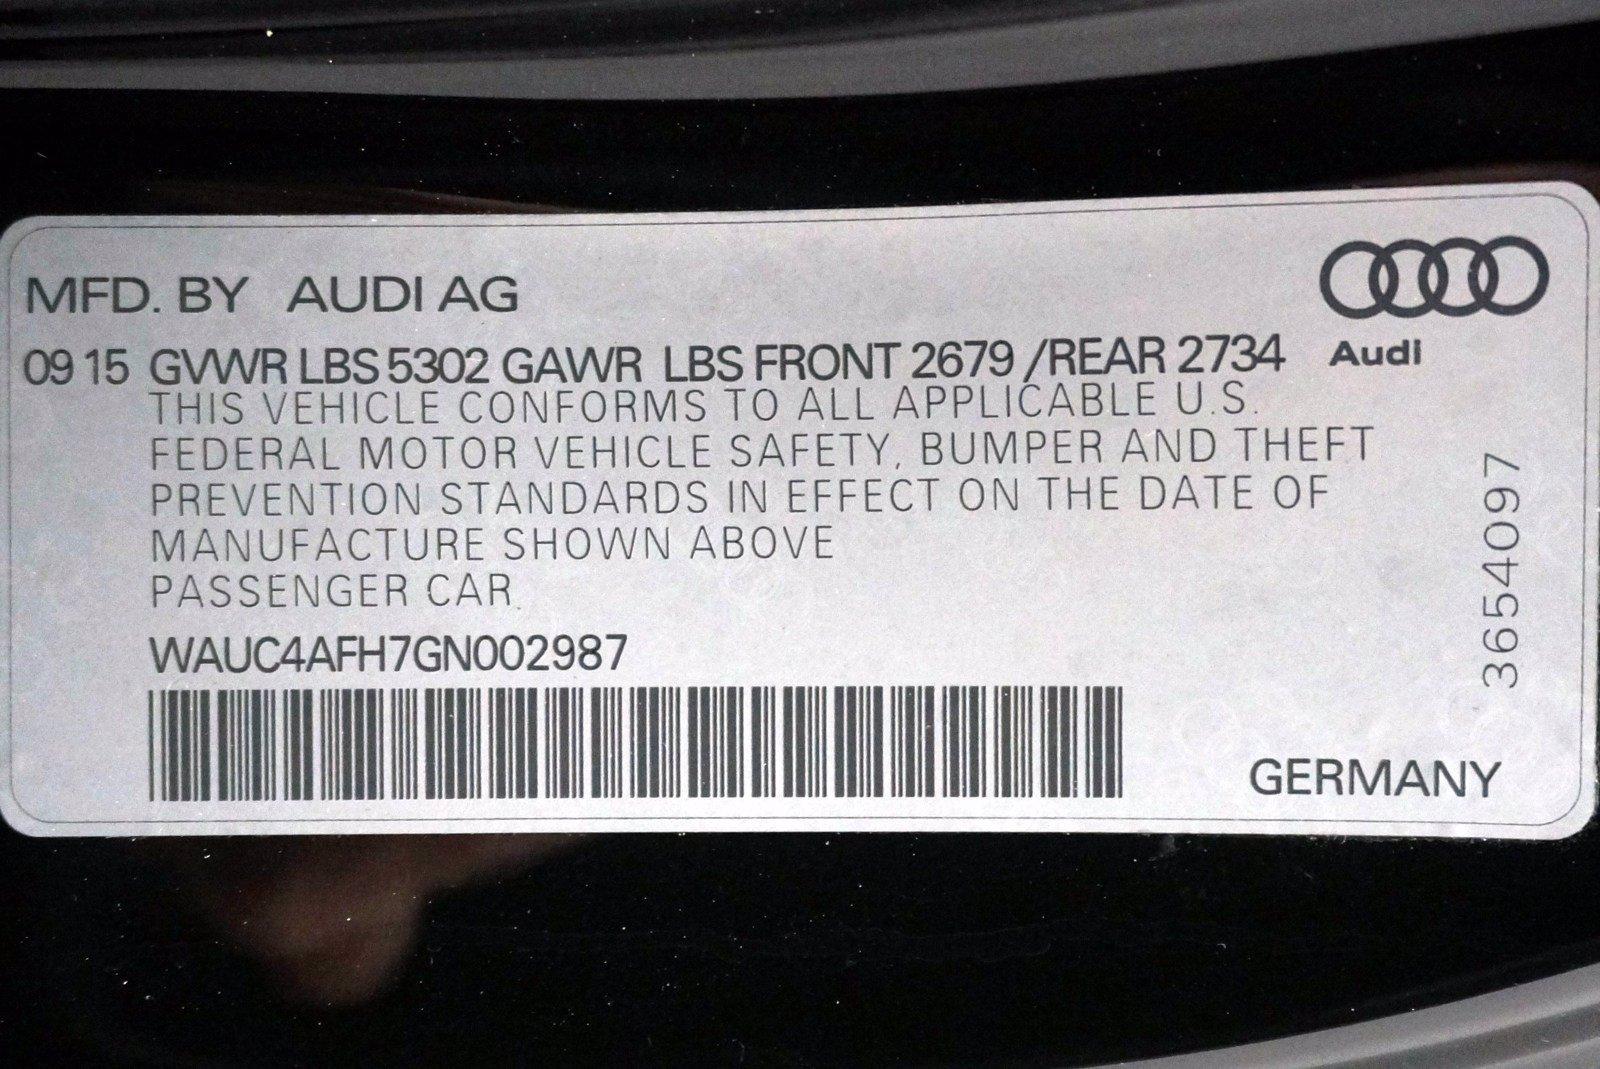 MFD. BY AUDI AG
09 15 GVWR LBS 5302 GAWR LBS FRONT 2679 /REAR 2734
Audi
THIS VEHICLE CONFORMS TO ALL APPLICABLE U.S.
FEDERAL MOTOR VEHICLE SAFETY, BUMPER AND THEFT
PREVENTION STANDARDS IN EFFECT ON THE DATE OF
MANUFACTURE SHOWN ABOVE
PASSENGER CAR.
WAUC4AFH7GN002987
3654097
GERMANY